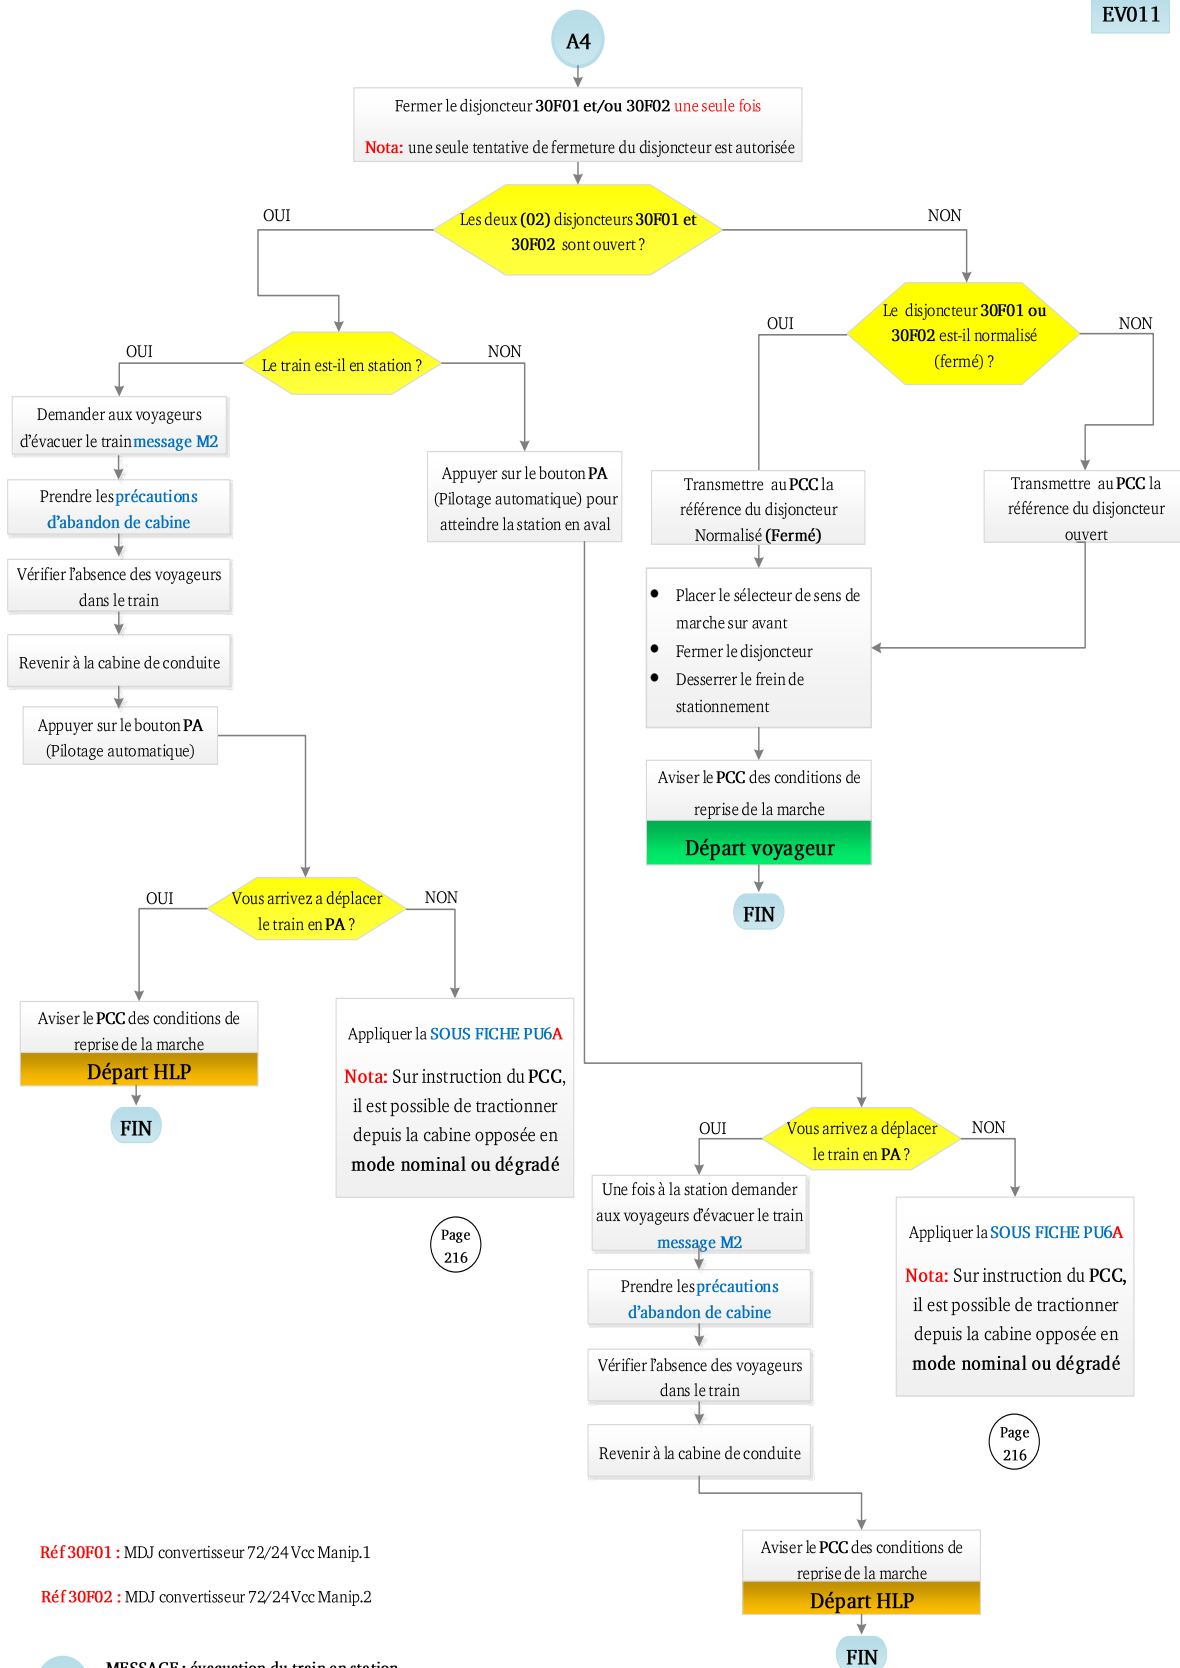 EV011
A4
Fermer le disjoncteur 30F01 et/ou 30F02 une seule fois
Nota: une seule tentative de fermeture du disjoncteur est autorisée
Les deux (02) disjoncteurs 30F01 et
30F02 sont ouvert ?
OUI
NON
Le disjoncteur 30F01 ou
30F02 est-il normalisé
(fermé) ?
OUI
NON
Le train est-il en station ?
OUI
NON
Demander aux voyageurs
d'évacuer le train message M2
Prendre les précautions
d'abandon de cabine
Vérifier l'absence des voyageurs
dans le train
Revenir à la cabine de conduite
Appuyer sur le bouton PA
(Pilotage automatique)
Appuyer sur le bouton PA
(Pilotage automatique) pour
atteindre la station en aval
Transmettre au PCC la
référence du disjoncteur
Normalisé (Fermé)
Transmettre au PCC la
référence du disjoncteur
ouvert
• Placer le sélecteur de sens de
marche sur avant
• Fermer le disjoncteur
• Desserrer le frein de
stationnement
Aviser le PCC des conditions de
reprise de la marche
Départ voyageur
FIN
Vous arrivez a déplacer
le train en PA ?
OUI
NON
Aviser le PCC des conditions de
reprise de la marche
Départ HLP
FIN
Appliquer la SOUS FICHE PU6A
Nota: Sur instruction du PCC,
il est possible de tractionner
depuis la cabine opposée en
mode nominal ou dégradé
Page
216
Vous arrivez a déplacer
le train en PA ?
OUI
NON
Une fois à la station demander
aux voyageurs d'évacuer le train
message M2
Prendre les précautions
d'abandon de cabine
Vérifier l'absence des voyageurs
dans le train
Revenir à la cabine de conduite
Appliquer la SOUS FICHE PU6A
Nota: Sur instruction du PCC,
il est possible de tractionner
depuis la cabine opposée en
mode nominal ou dégradé
Page
216
Aviser le PCC des conditions de
reprise de la marche
Départ HLP
FIN
Réf 30F01 : MDJ convertisseur 72/24 Vcc Manip.1
Réf 30F02 : MDJ convertisseur 72/24 Vcc Manip.2
MESSAGE : évacuation du train en station